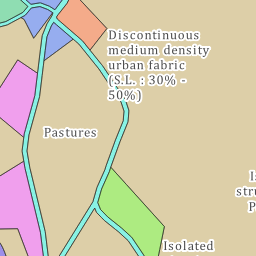 Discontinuous
medium density
urban fabric
(S.L. : 30% -
50%)
Pastures
Isolated